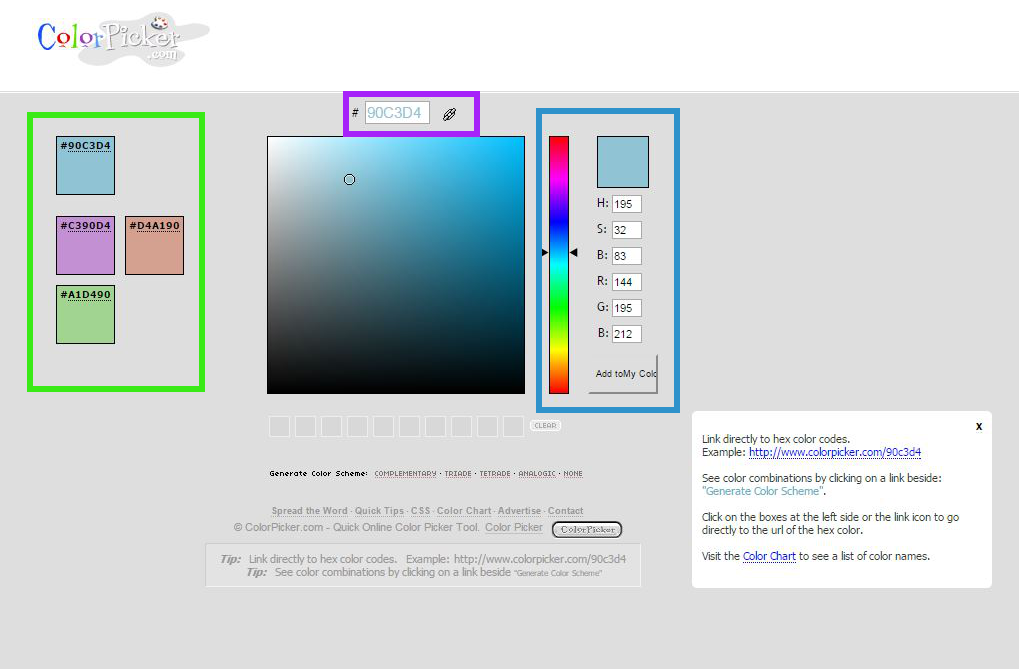 ColorPicker
.com
# 90C3D4
#90C3D4
#C390D4 #D4A190
#A1D490
H: 195
S: 32
B: 83
R: 144
G: 195
B: 212
Add toMy Colo
CLEAR
Generate Color Scheme: COMPLEMENTARY · TRIADE · TETRADE · ANALOGIC · NONE
Spread the Word · Quick Tips · CSS · Color Chart · Advertise · Contact
© ColorPicker.com - Quick Online Color Picker Tool. Color Picker ColorPicker
Tip: Link directly to hex color codes. Example: http://www.colorpicker.com/90c3d4
Tip: See color combinations by clicking on a link beside "Generate Color Scheme"
x
Link directly to hex color codes.
Example: http://www.colorpicker.com/90c3d4
See color combinations by clicking on a link beside:
"Generate Color Scheme".
Click on the boxes at the left side or the link icon to go
directly to the url of the hex color.
Visit the Color Chart to see a list of color names.